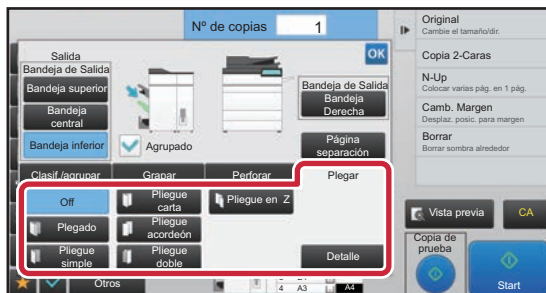 Nº de copias 1
Original
Cambie el tamaño/dir.
Copia 2-Caras
N-Up
Colocar varias pág. en 1 pág.
Camb. Margen
Desplaz. posic. para margen
Borrar
Borrar sombra alrededor
OK
Salida
Bandeja de Salida
Bandeja superior
Bandeja
central
Bandeja inferior
Agrupado
Bandeja de Salida
Bandeja
Derecha
Página
separación
Clasif./agrupar
Grapar
Perforar
Plegar
Off
Pliegue
carta
Pliegue en Z
Plegado
Pliegue
acordeón
Pliegue
simple
Pliegue
doble
Detalle
Vista previa
CA
Copia de
prueba
Start
Otros
4 A3
A4